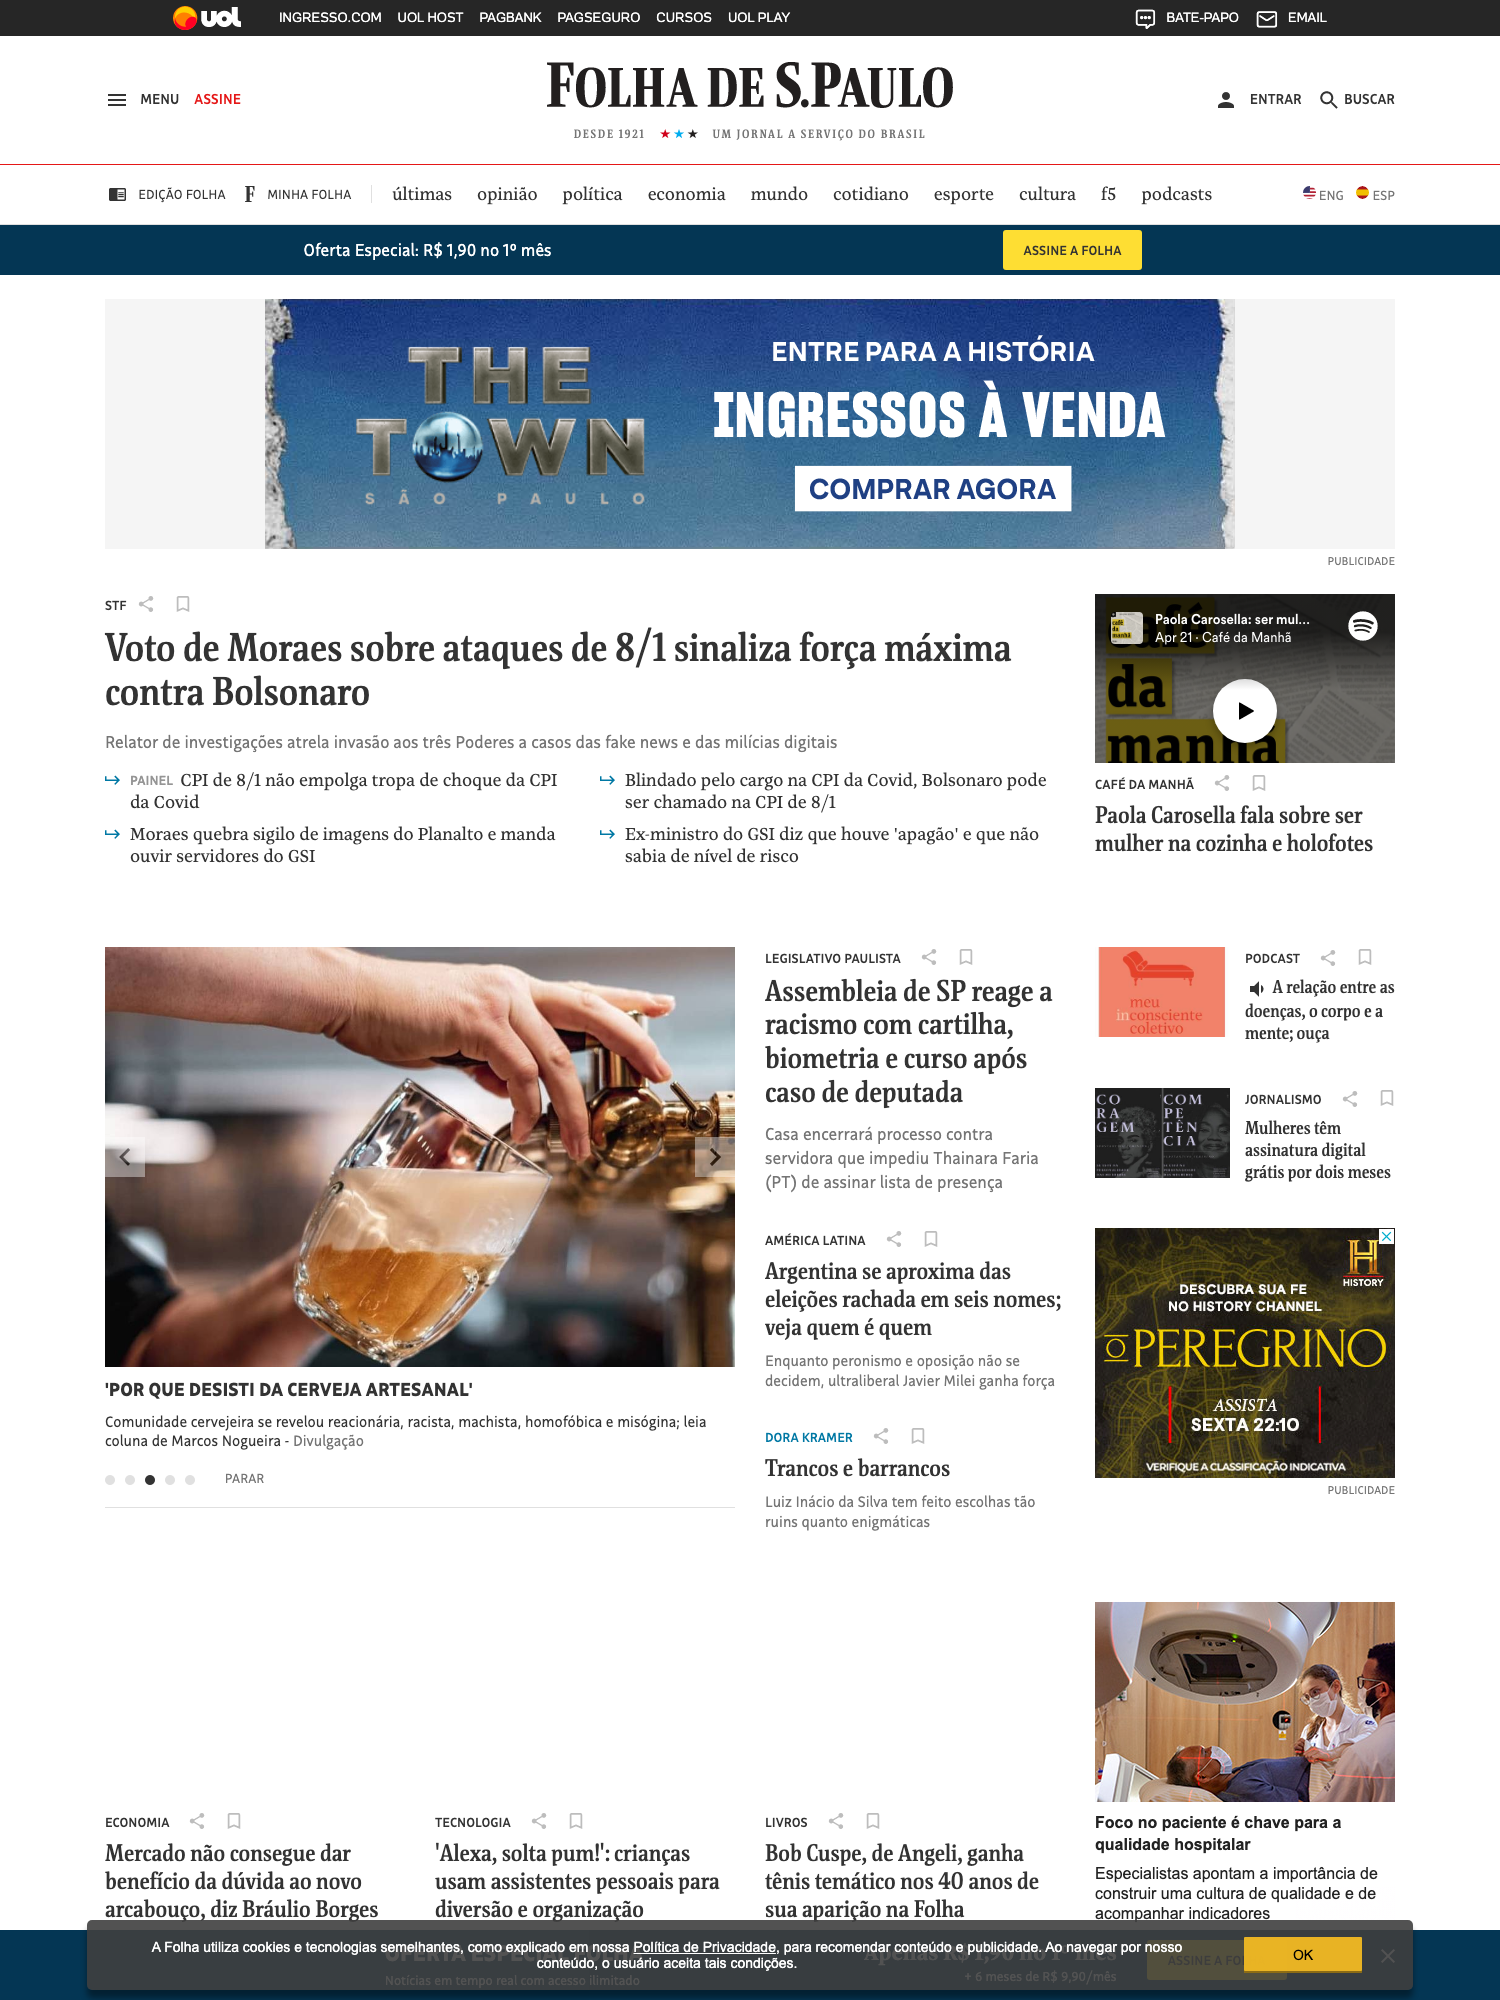 uol
INGRESSO.COM UOL HOST PAGBANK PAGSEGURO CURSOS UOL PLAY
BATE-PAPO EMAIL
MENU ASSINE
FOLHA DE S.PAULO
DESDE 1921 ★★★ UM JORNAL A SERVIÇO DO BRASIL
ENTRAR BUSCAR
EDIÇÃO FOLHA F MINHA FOLHA
últimas opinião política economia mundo cotidiano esporte cultura f5 podcasts
ENG ESP
Oferta Especial: R$ 1,90 no 1º mês
ASSINE A FOLHA
THE
TOWN
SÃO PAULO
ENTRE PARA A HISTÓRIA
INGRESSOS À VENDA
COMPRAR AGORA
PUBLICIDADE
STF
Voto de Moraes sobre ataques de 8/1 sinaliza força máxima
contra Bolsonaro
Relator de investigações atrela invasão aos três Poderes a casos das fake news e das milícias digitais
PAINEL CPI de 8/1 não empolga tropa de choque da CPI
da Covid
Moraes quebra sigilo de imagens do Planalto e manda
ouvir servidores do GSI
Blindado pelo cargo na CPI da Covid, Bolsonaro pode
ser chamado na CPI de 8/1
Ex-ministro do GSI diz que houve 'apagão' e que não
sabia de nível de risco
café
da
manhã
Paola Carosella: ser mul...
Apr 21 · Café da Manhã
café
da
manhã
CAFÉ DA MANHÃ
Paola Carosella fala sobre ser
mulher na cozinha e holofotes
'POR QUE DESISTI DA CERVEJA ARTESANAL'
Comunidade cervejeira se revelou reacionária, racista, machista, homofóbica e misógina; leia
coluna de Marcos Nogueira - Divulgação
PARAR
LEGISLATIVO PAULISTA
Assembleia de SP reage a
racismo com cartilha,
biometria e curso após
caso de deputada
Casa encerrará processo contra
servidora que impediu Thainara Faria
(PT) de assinar lista de presença
AMÉRICA LATINA
Argentina se aproxima das
eleições rachada em seis nomes;
veja quem é quem
Enquanto peronismo e oposição não se
decidem, ultraliberal Javier Milei ganha força
DORA KRAMER
Trancos e barrancos
Luiz Inácio da Silva tem feito escolhas tão
ruins quanto enigmáticas
meu
inconsciente
coletivo
PODCAST
A relação entre as
doenças, o corpo e a
mente; ouça
CO
RA
GEM
COM
PE
TÊN
CIA
JORNALISMO
Mulheres têm
assinatura digital
grátis por dois meses
H
HISTORY
DESCUBRA SUA FE
NO HISTORY CHANNEL
O PEREGRINO
ASSISTA
SEXTA 22:10
VERIFIQUE A CLASSIFICAÇÃO INDICATIVA
PUBLICIDADE
ECONOMIA
Mercado não consegue dar
benefício da dúvida ao novo
arcabouço, diz Bráulio Borges
TECNOLOGIA
'Alexa, solta pum!': crianças
usam assistentes pessoais para
diversão e organização
LIVROS
Bob Cuspe, de Angeli, ganha
tênis temático nos 40 anos de
sua aparição na Folha
Foco no paciente é chave para a
qualidade hospitalar
Especialistas apontam a importância de
construir uma cultura de qualidade e de
acompanhar indicadores
A Folha utiliza cookies e tecnologias semelhantes, como explicado em nossa Política de Privacidade, para recomendar conteúdo e publicidade. Ao navegar por nosso
conteúdo, o usuário aceita tais condições.
OK
Notícias em tempo real com acesso ilimitado
Apenas R$ 1,90 no 1º mês
+ 6 meses de R$ 9,90/mês
ASSINE A FO